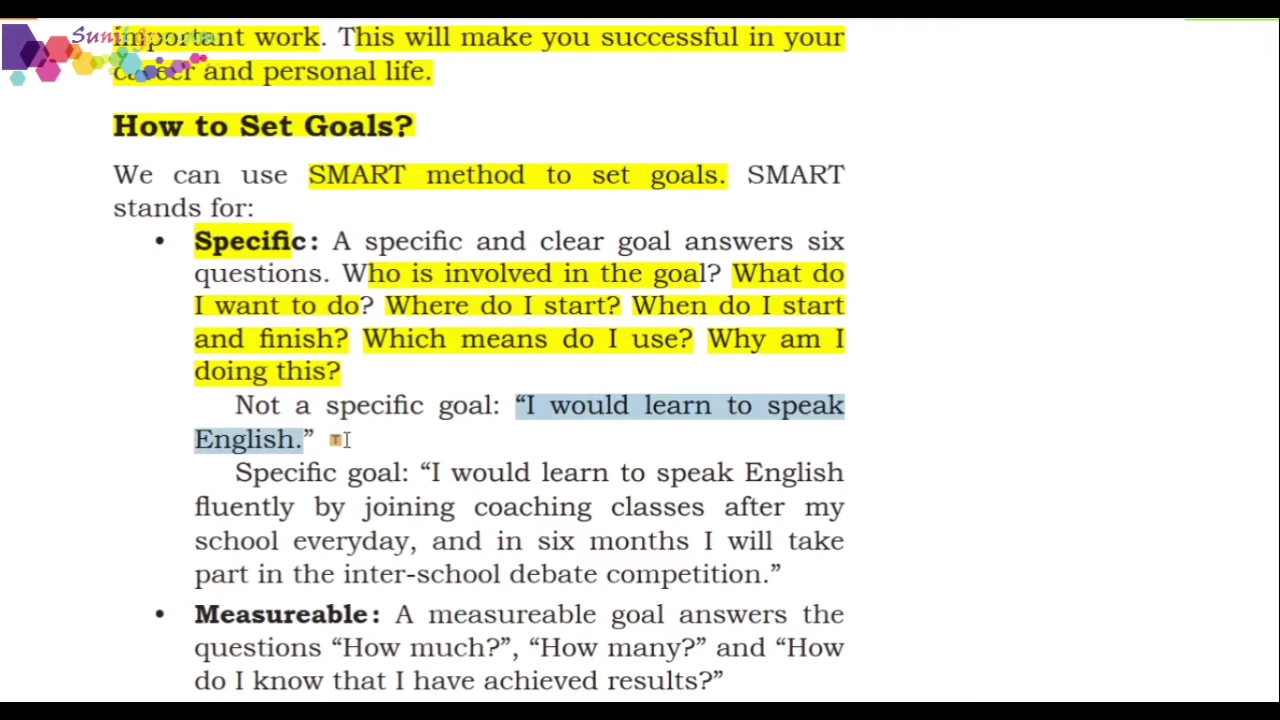 important work. This will make you successful in your
career and personal life.
How to Set Goals?
We can use SMART method to set goals. SMART
stands for:
• Specific: A specific and clear goal answers six
questions. Who is involved in the goal? What do
I want to do? Where do I start? When do I start
and finish? Which means do I use? Why am I
doing this?
Not a specific goal: “I would learn to speak
English.”
Specific goal: “I would learn to speak English
fluently by joining coaching classes after my
school everyday, and in six months I will take
part in the inter-school debate competition.”
• Measureable: A measureable goal answers the
questions “How much?”, “How many?” and “How
do I know that I have achieved results?”